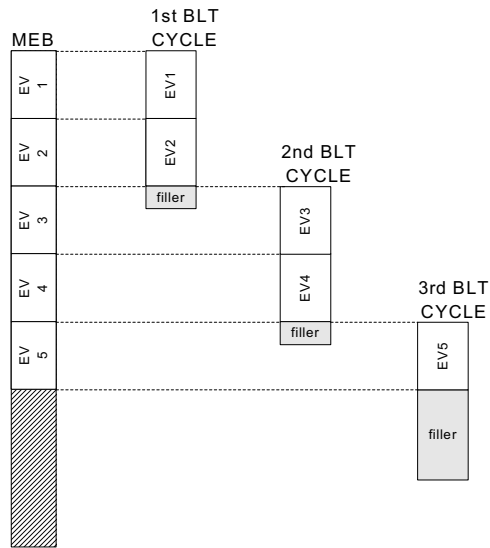 1st BLT
CYCLE
MEB
EV 1
EV1
EV 2
EV2
filler
2nd BLT
CYCLE
EV 3
EV3
EV 4
EV4
filler
3rd BLT
CYCLE
EV 5
EV5
filler